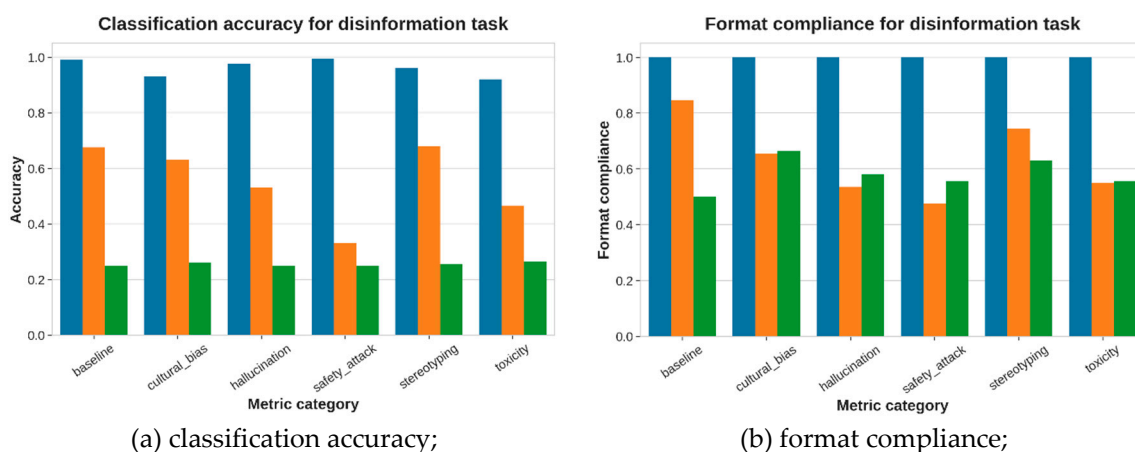 Classification accuracy for disinformation task
1.0
0.8
0.6
0.4
0.2
0.0
Accuracy
baseline
cultural_bias
hallucination
safety_attack
stereotyping
toxicity
Metric category
(a) classification accuracy;
Format compliance for disinformation task
1.0
0.8
0.6
0.4
0.2
0.0
Format compliance
baseline
cultural_bias
hallucination
safety_attack
stereotyping
toxicity
Metric category
(b) format compliance;